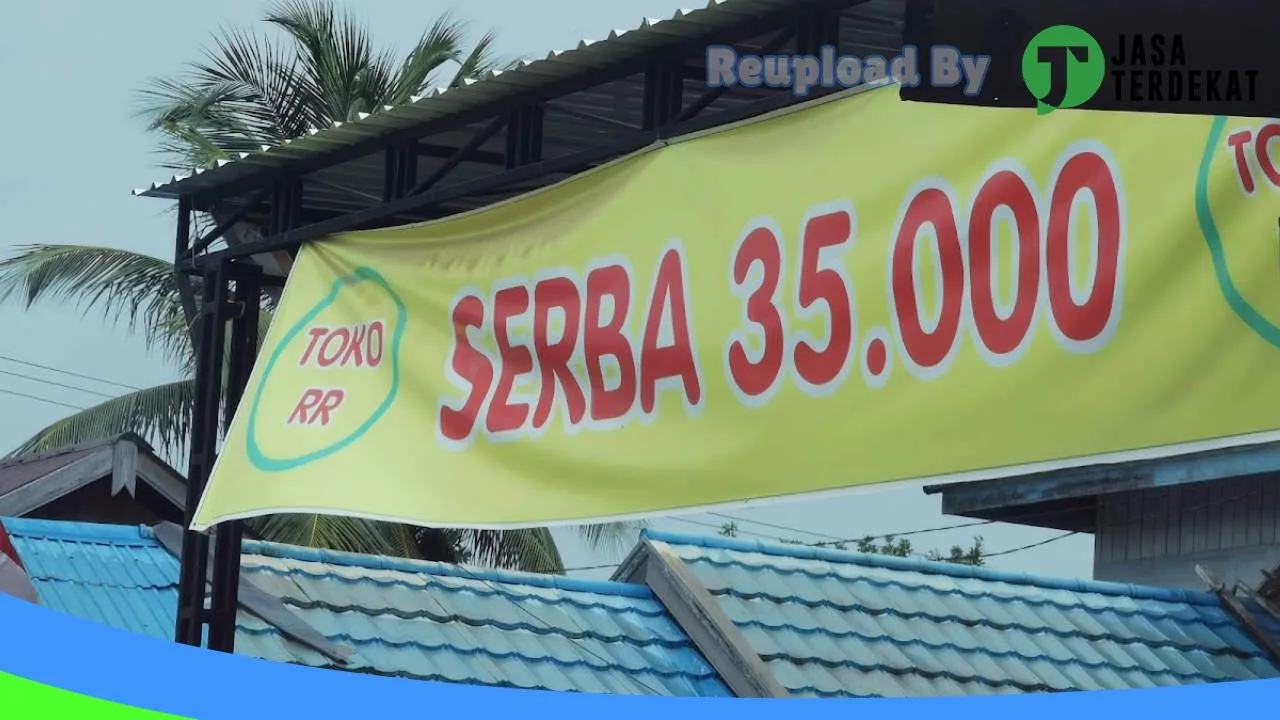 Reupload By
JASA
TERDEKAT
TOKO
RR
SERBA 35.000